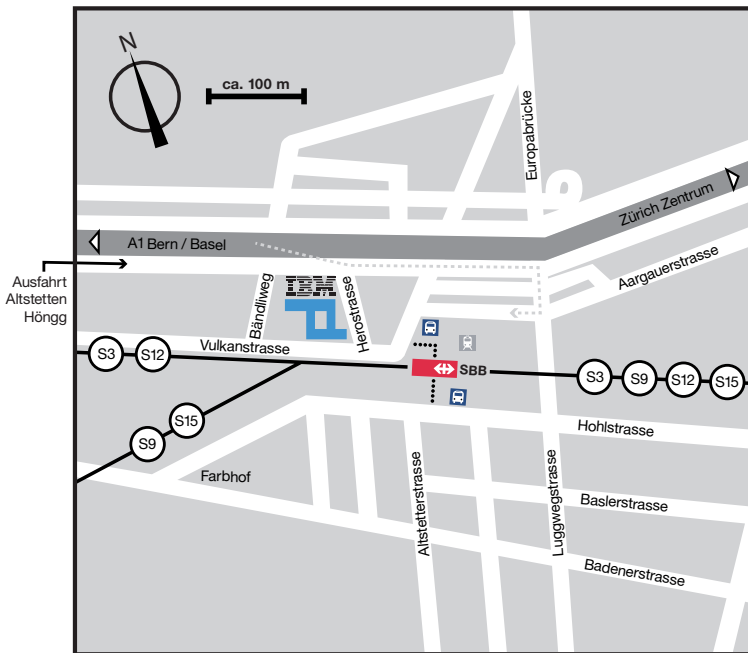 N
ca. 100 m
Europabrücke
Zürich Zentrum
A1 Bern / Basel
Aargauerstrasse
Ausfahrt
Altstetten
Höngg
IBM
Bändliweg
Herostrasse
Vulkanstrasse
S3
S12
SBB
S3
S9
S12
S15
S15
S9
Hohlstrasse
Farbhof
Altstetterstrasse
Luggwegstrasse
Baslerstrasse
Badenerstrasse